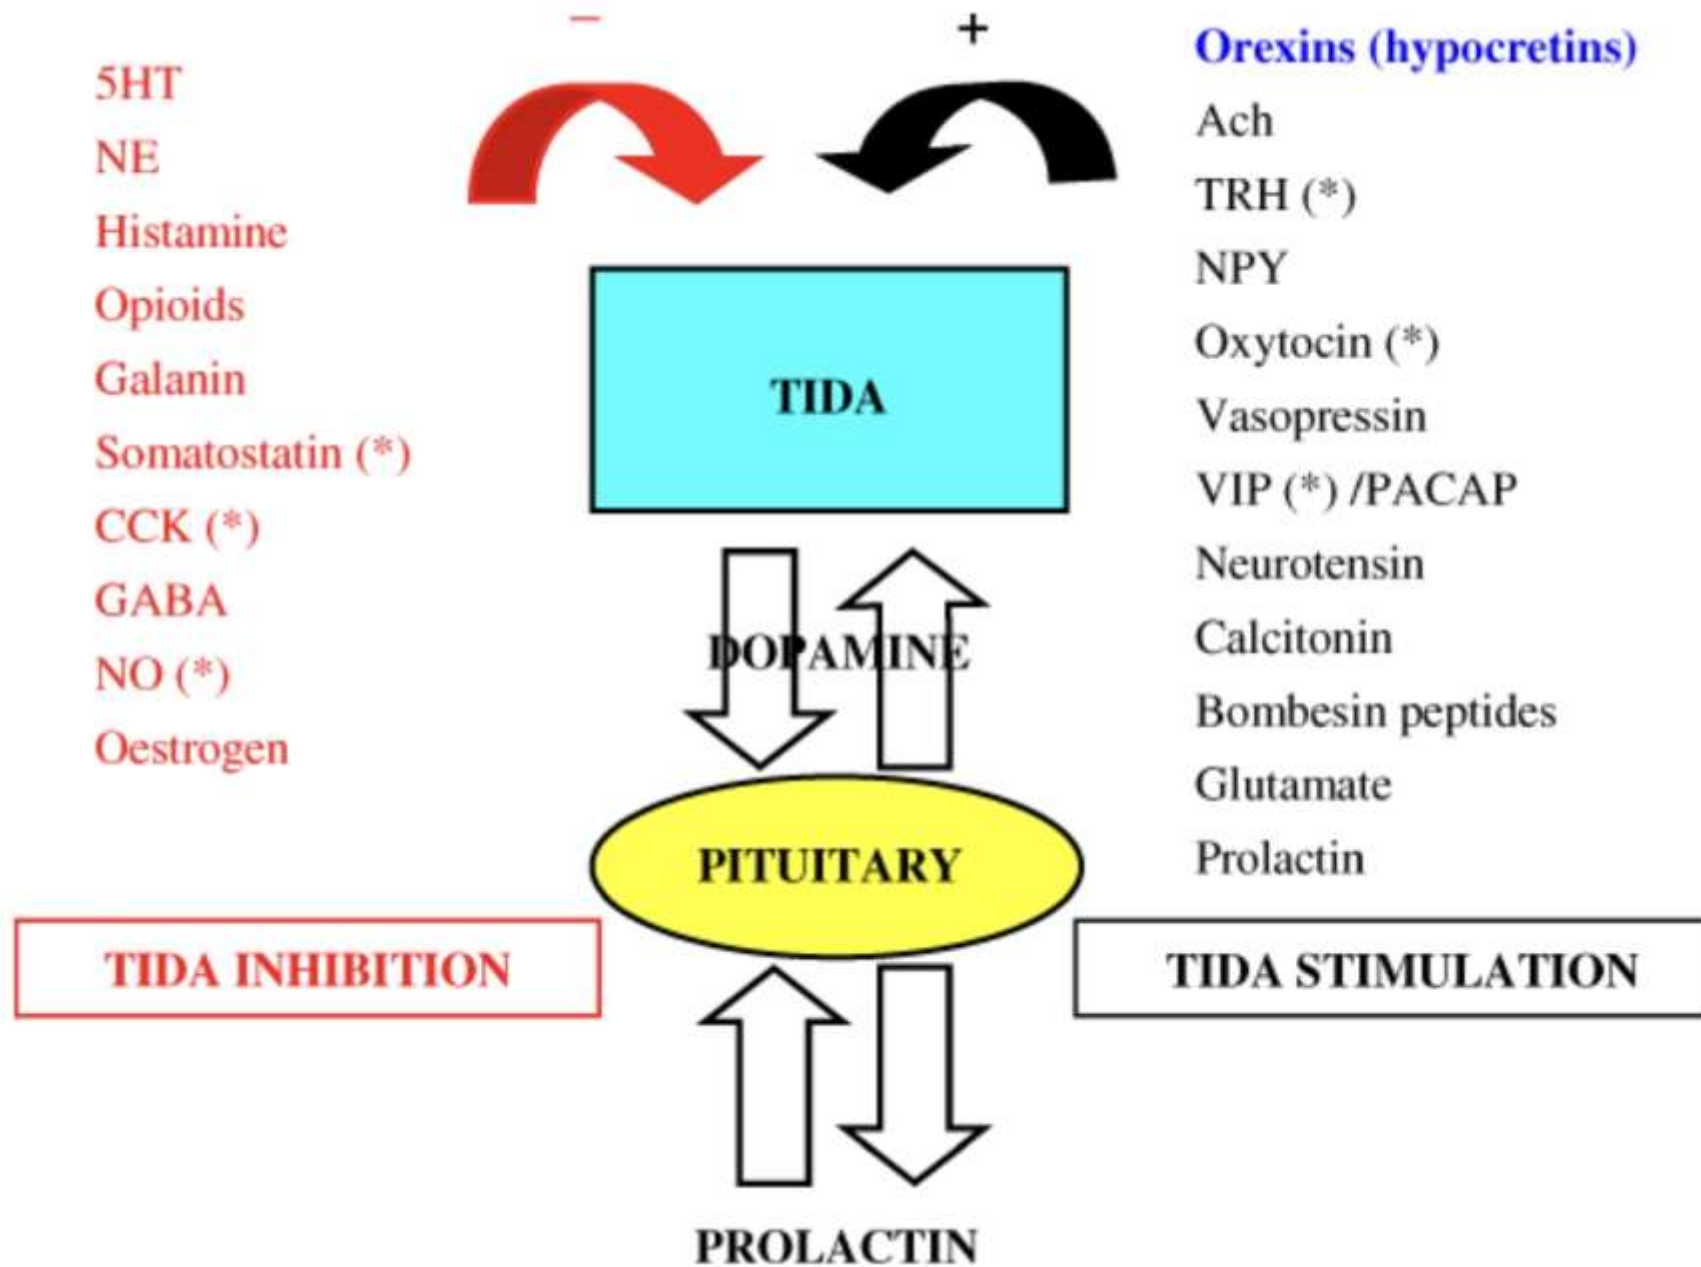 −
5HT
NE
Histamine
Opioids
Galanin
Somatostatin (*)
CCK (*)
GABA
NO (*)
Oestrogen
TIDA INHIBITION
+
Orexins (hypocretins)
Ach
TRH (*)
NPY
Oxytocin (*)
Vasopressin
VIP (*) /PACAP
Neurotensin
Calcitonin
Bombesin peptides
Glutamate
Prolactin
TIDA STIMULATION
TIDA
DOPAMINE
PITUITARY
PROLACTIN